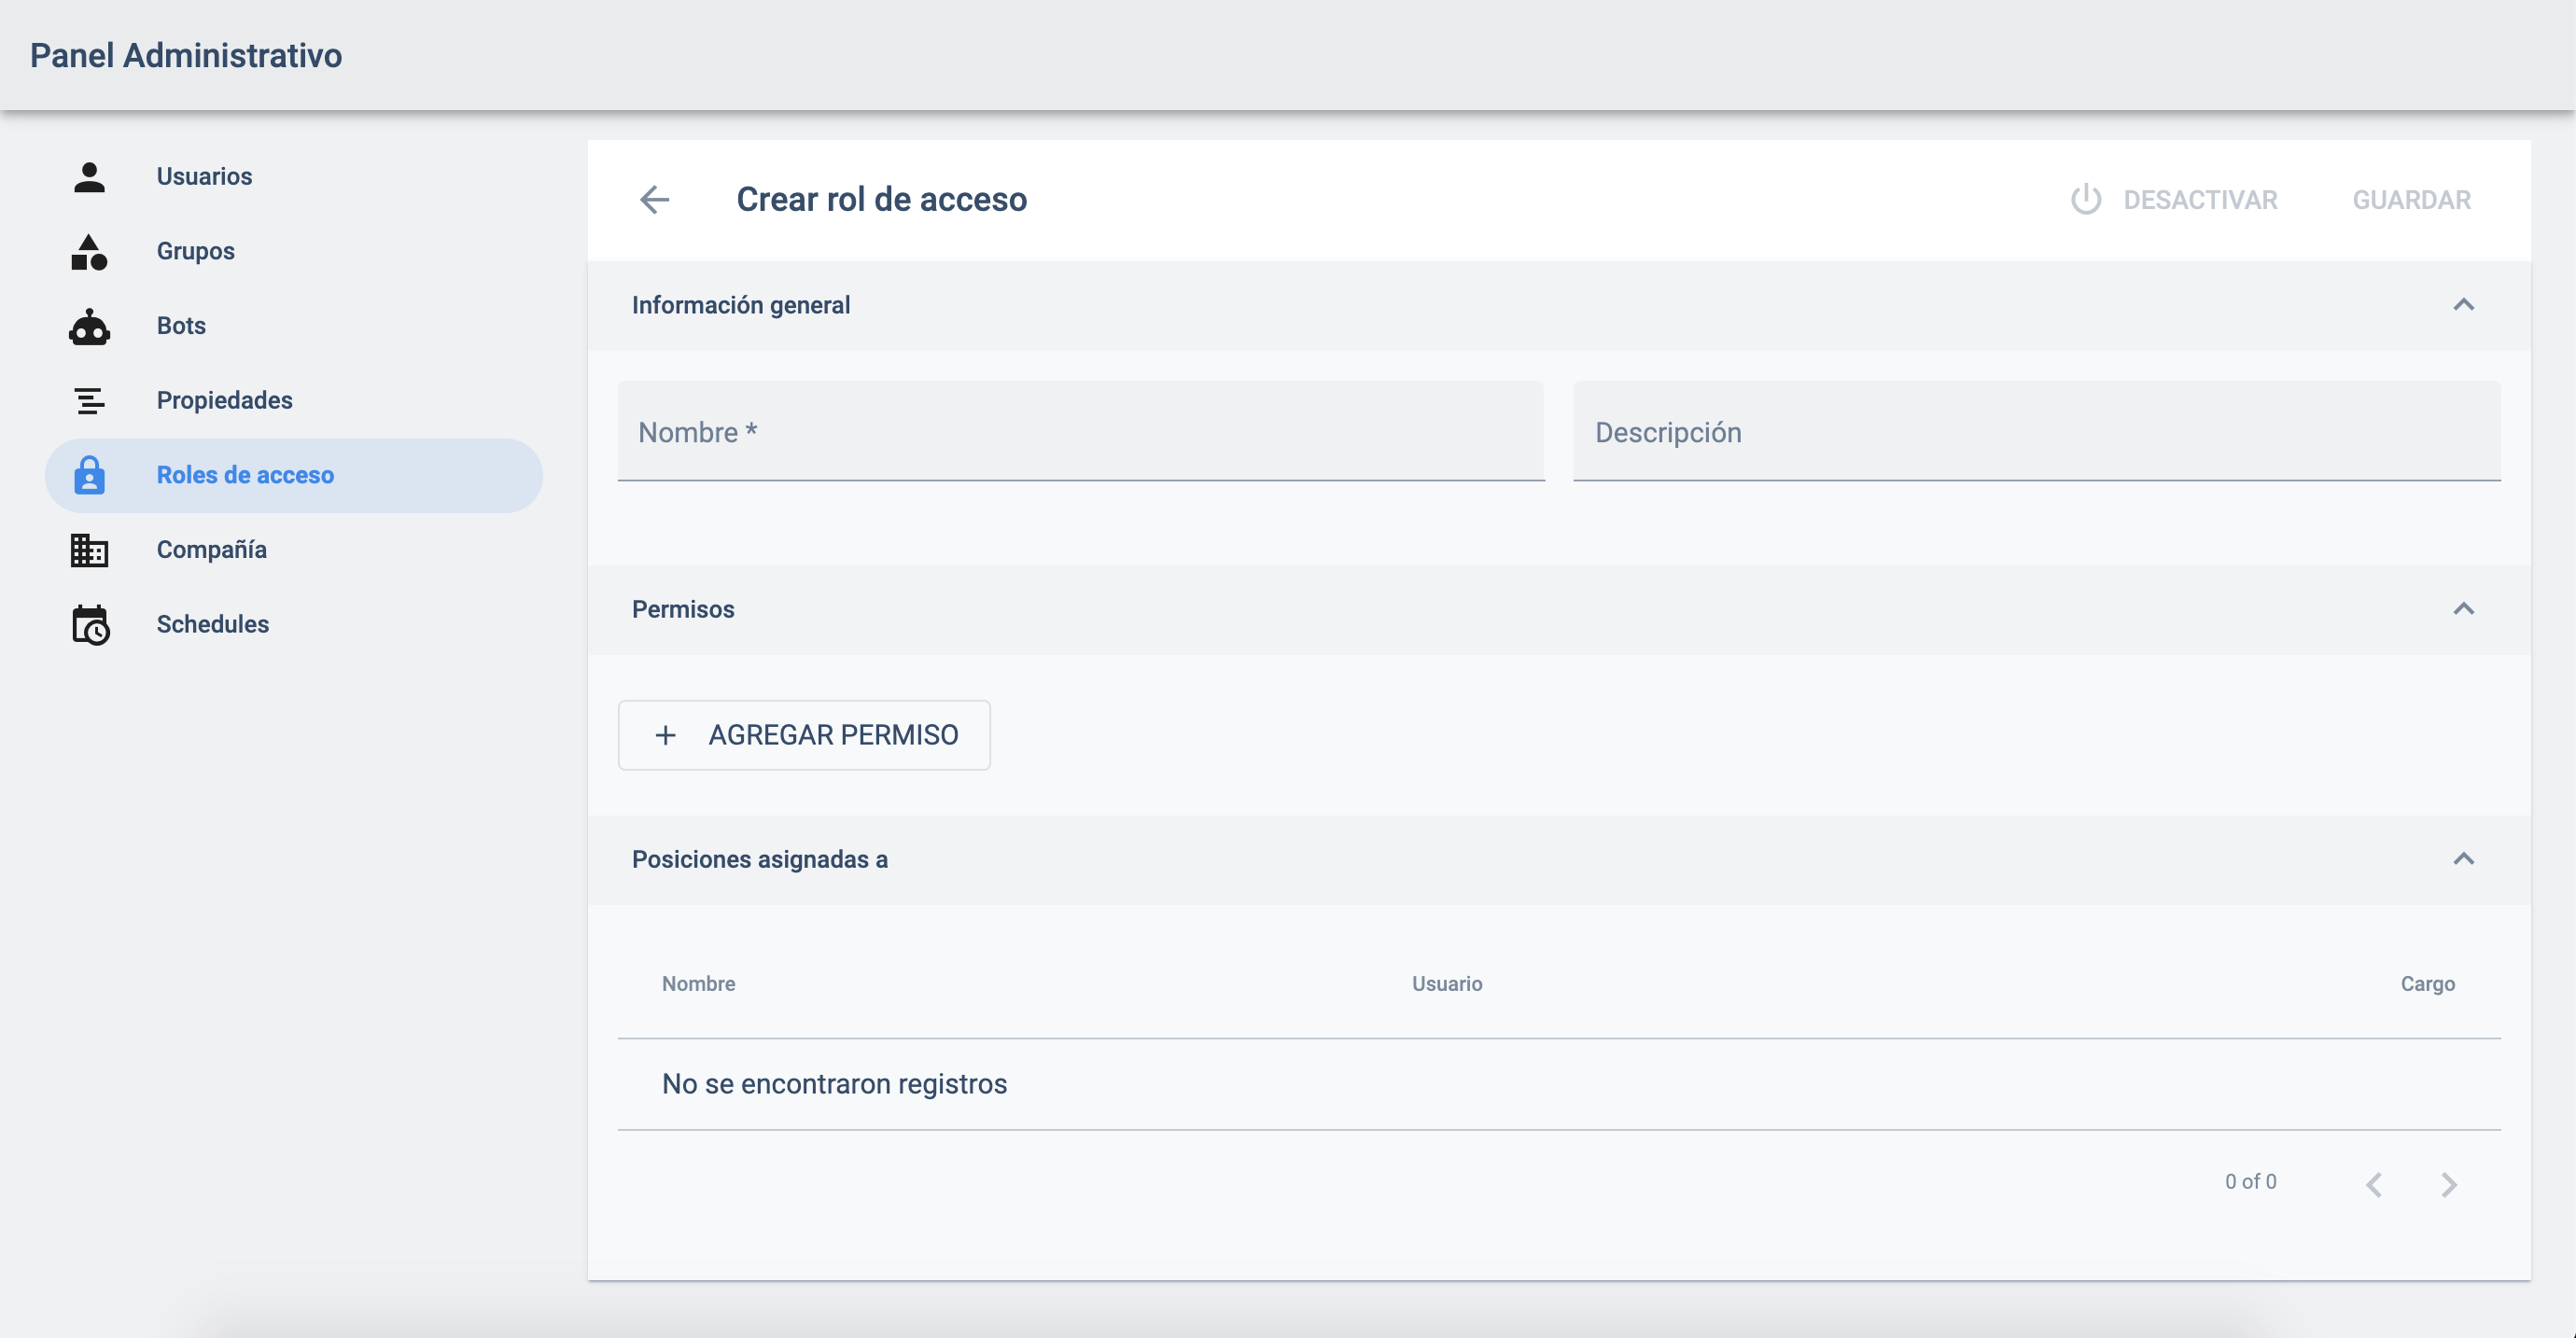 Panel Administrativo
Usuarios
Grupos
Bots
Propiedades
Roles de acceso
Compañía
Schedules
Crear rol de acceso
DESACTIVAR GUARDAR
Información general
Nombre * Descripción
Permisos
+ AGREGAR PERMISO
Posiciones asignadas a
Nombre Usuario Cargo
No se encontraron registros
0 of 0